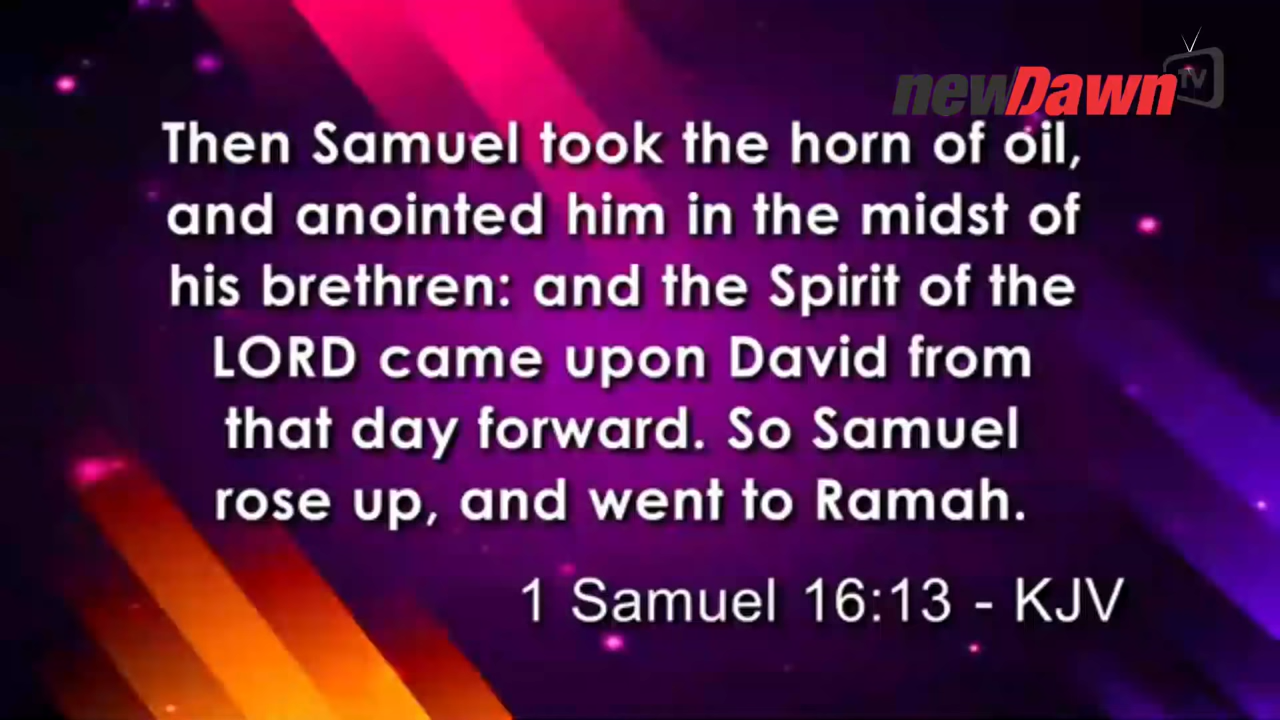 newDawn
TV
Then Samuel took the horn of oil,
and anointed him in the midst of
his brethren: and the Spirit of the
LORD came upon David from
that day forward. So Samuel
rose up, and went to Ramah.
1 Samuel 16:13 - KJV